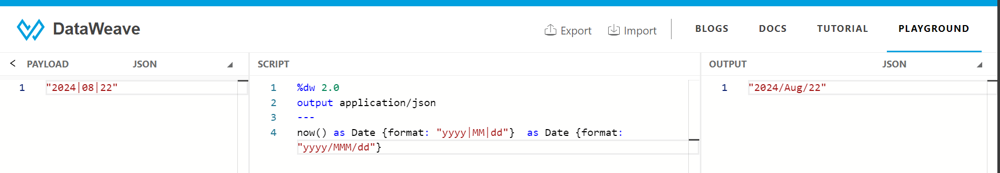 DataWeave
Export Import BLOGS DOCS TUTORIAL PLAYGROUND
< PAYLOAD JSON
1 "2024|08|22"
SCRIPT
1 %dw 2.0
2 output application/json
3 ---
4 now() as Date {format: "yyyy|MM|dd"}  as Date {format:
"yyyy/MMM/dd"}
OUTPUT JSON
1 "2024/Aug/22"